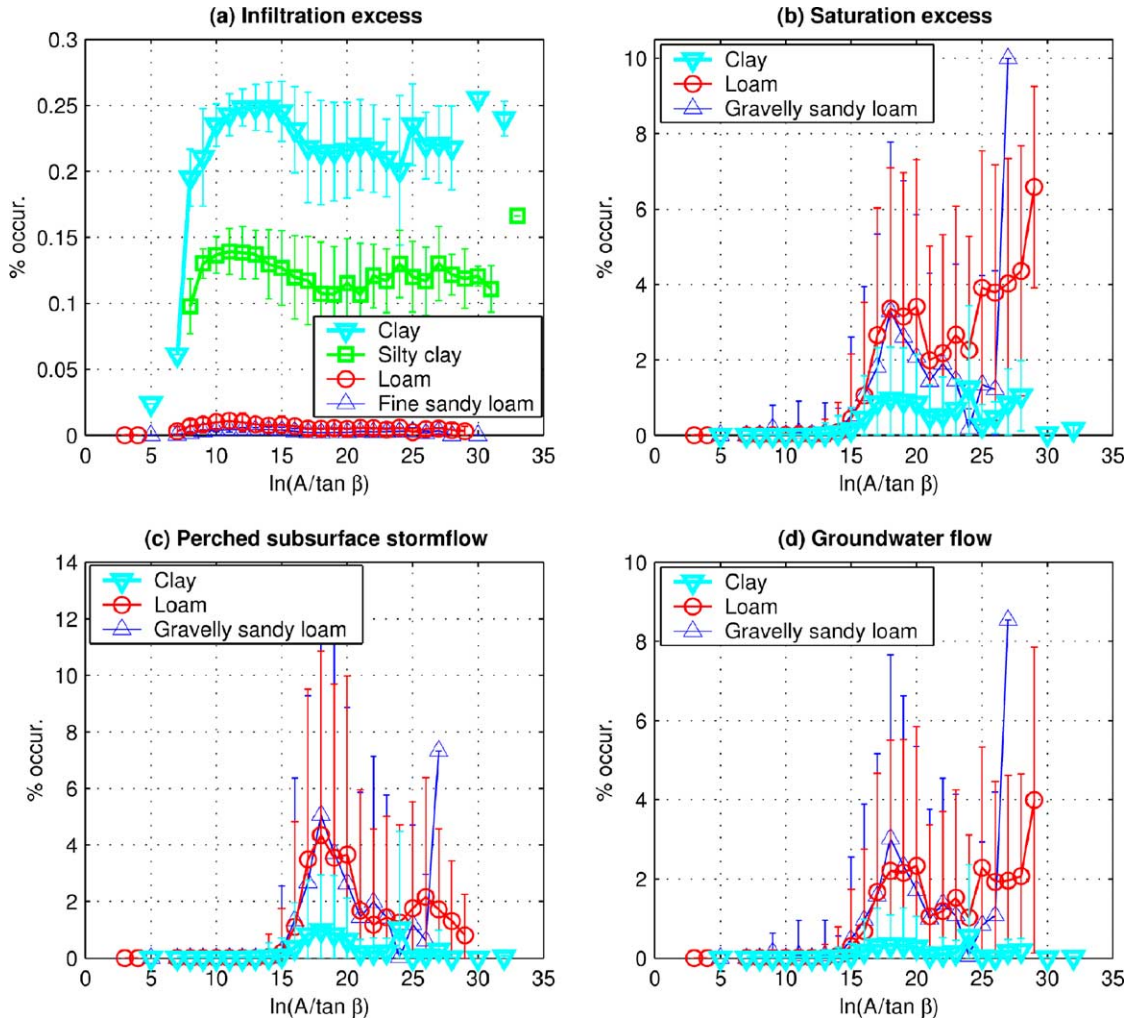 (a) Infiltration excess
0.3
0.25
0.2
0.15
0.1
0.05
0
% occur.
Clay
Silty clay
Loam
Fine sandy loam
0 5 10 15 20 25 30 35
ln(A/tan β)
(b) Saturation excess
10
8
6
4
2
0
% occur.
Clay
Loam
Gravelly sandy loam
0 5 10 15 20 25 30 35
ln(A/tan β)
(c) Perched subsurface stormflow
14
12
10
8
6
4
2
0
% occur.
Clay
Loam
Gravelly sandy loam
0 5 10 15 20 25 30 35
ln(A/tan β)
(d) Groundwater flow
10
8
6
4
2
0
% occur.
Clay
Loam
Gravelly sandy loam
0 5 10 15 20 25 30 35
ln(A/tan β)